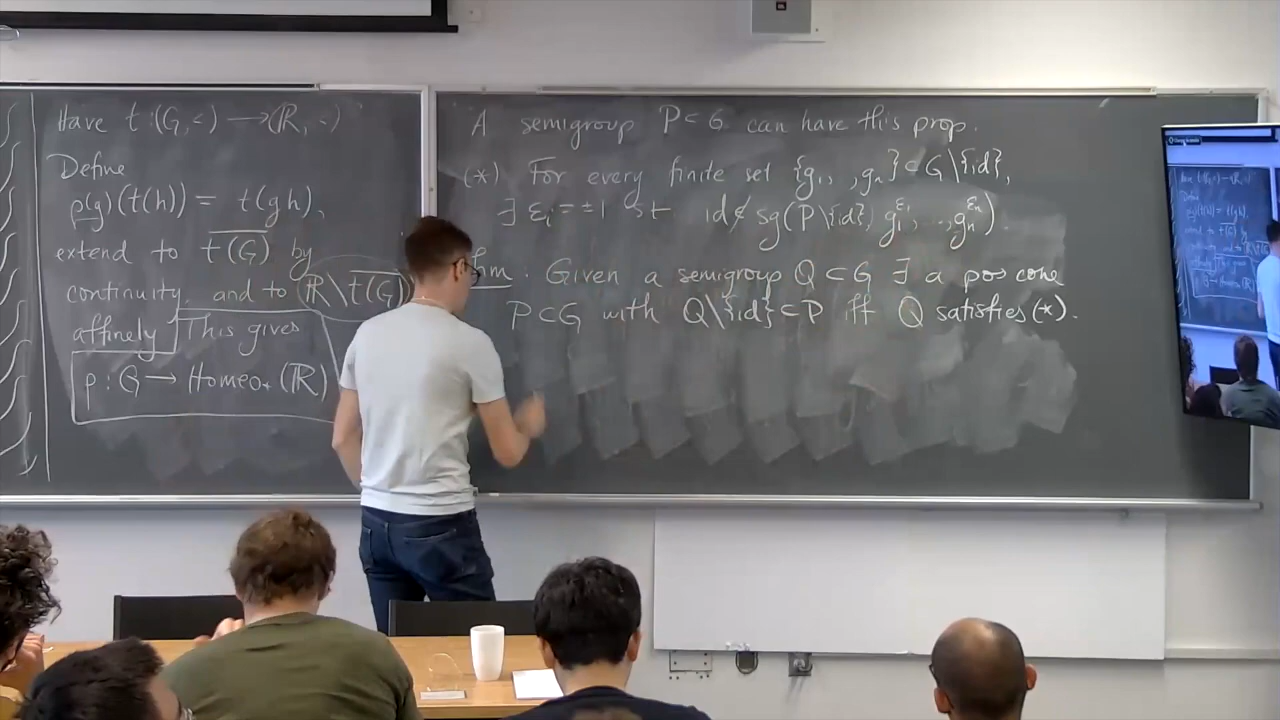 Have t:(G,<) → (ℝ,<)
Define
ρ(g)(t(h)) = t(gh),
extend to \overline{t(G)} by
continuity, and to ℝ\\overline{t(G)}
affinely. This gives
ρ: G → Homeo₊(ℝ)
A semigroup P⊂G can have this prop.
(*) For every finite set {g₁, ,gₙ}⊂G\{id},
∃ εᵢ=±1 s.t. id∉sg(P\{id}, g₁^{ε₁},..,gₙ^{εₙ}).
Given a semigroup Q⊂G ∃ a pos cone
P⊂G with Q\{id}⊂P iff Q satisfies (*).